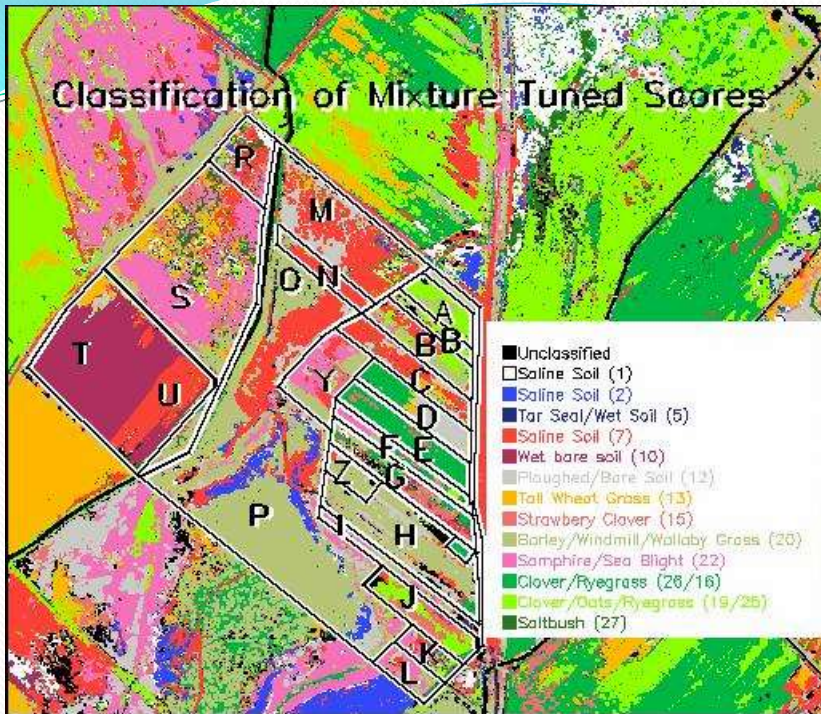 Classification of Mixture Tuned Scores
R
M
S
O
N
A
B
B
T
U
Y
C
D
F
E
Z
G
P
I
H
J
K
L
Unclassified
Saline Soil (1)
Saline Soil (2)
Tar Seal/Wet Soil (5)
Saline Soil (7)
Wet bare soil (10)
Ploughed/Bare Soil (12)
Tall Wheat Grass (13)
Strawbery Clover (15)
Barley/Windmill/Wallaby Grass (20)
Samphire/Sea Blight (22)
Clover/Ryegrass (26/16)
Clover/Oats/Ryegrass (19/25)
Saltbush (27)